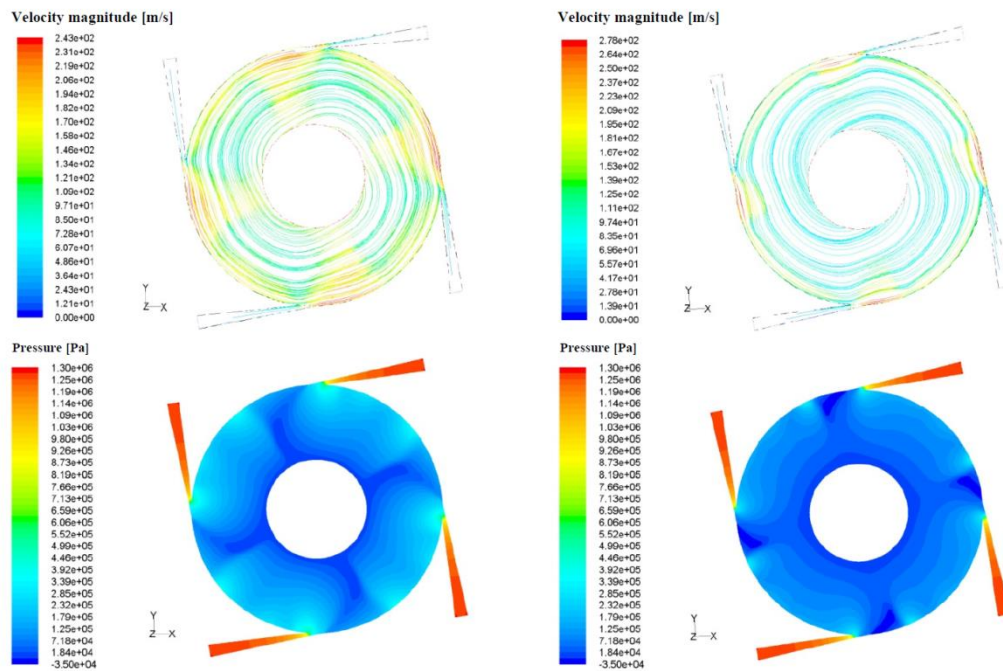 Velocity magnitude [m/s]
2.43e+02
2.31e+02
2.19e+02
2.06e+02
1.94e+02
1.82e+02
1.70e+02
1.58e+02
1.46e+02
1.34e+02
1.21e+02
1.09e+02
9.71e+01
8.50e+01
7.28e+01
6.07e+01
4.86e+01
3.64e+01
2.43e+01
1.21e+01
0.00e+00
Y
Z X
Velocity magnitude [m/s]
2.78e+02
2.64e+02
2.50e+02
2.37e+02
2.23e+02
2.09e+02
1.95e+02
1.81e+02
1.67e+02
1.53e+02
1.39e+02
1.25e+02
1.11e+02
9.74e+01
8.35e+01
6.96e+01
5.57e+01
4.17e+01
2.78e+01
1.39e+01
0.00e+00
Y
Z X
Pressure [Pa]
1.30e+06
1.25e+06
1.19e+06
1.14e+06
1.09e+06
1.03e+06
9.80e+05
9.26e+05
8.73e+05
8.19e+05
7.66e+05
7.13e+05
6.59e+05
6.06e+05
5.52e+05
4.99e+05
4.46e+05
3.92e+05
3.39e+05
2.85e+05
2.32e+05
1.79e+05
1.25e+05
7.18e+04
1.84e+04
-3.50e+04
Y
Z X
Pressure [Pa]
1.30e+06
1.25e+06
1.19e+06
1.14e+06
1.09e+06
1.03e+06
9.80e+05
9.26e+05
8.73e+05
8.19e+05
7.66e+05
7.13e+05
6.59e+05
6.06e+05
5.52e+05
4.99e+05
4.46e+05
3.92e+05
3.39e+05
2.85e+05
2.32e+05
1.79e+05
1.25e+05
7.18e+04
1.84e+04
-3.50e+04
Y
Z X